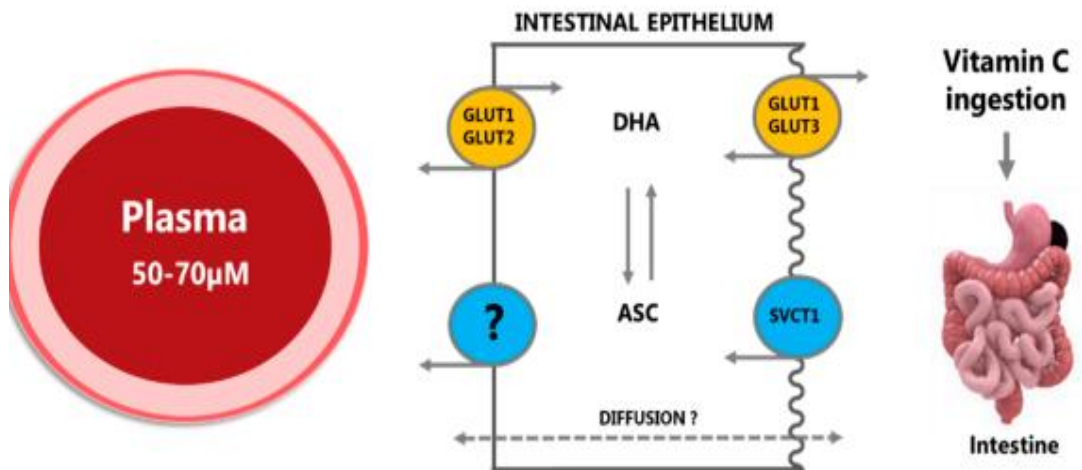 INTESTINAL EPITHELIUM
Plasma
50-70µM
GLUT1
GLUT2
?
DHA
ASC
GLUT1
GLUT3
SVCT1
DIFFUSION ?
Vitamin C
ingestion
Intestine